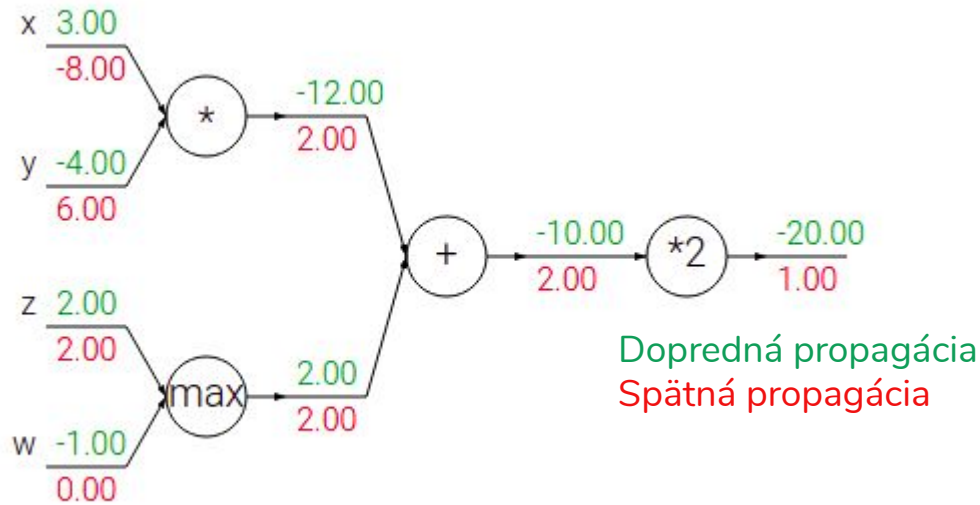 x 3.00
-8.00
*
-12.00
2.00
y -4.00
6.00
+
-10.00
2.00
*2
-20.00
1.00
z 2.00
2.00
max
2.00
2.00
w -1.00
0.00
Dopredná propagácia
Spätná propagácia